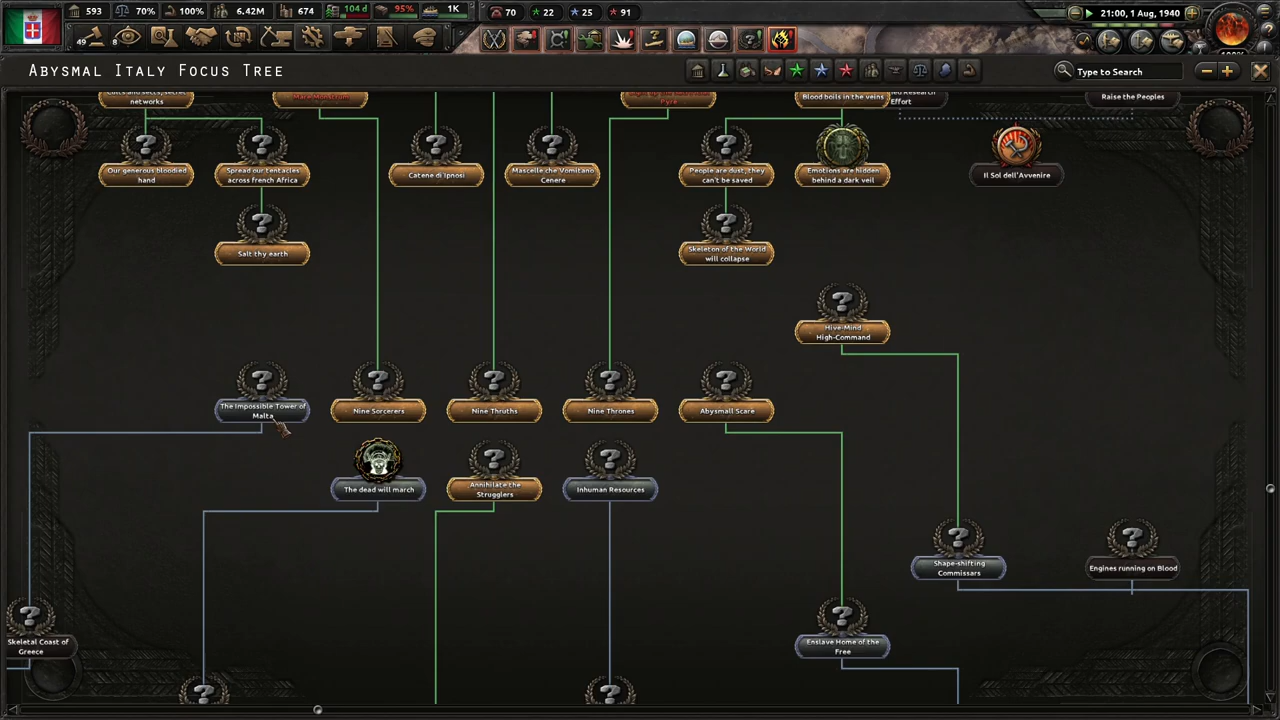 593 70% 100% 6.42M 674 104 d 95% 1K 70 22 25 91 21:00, 1 Aug, 1940
49 8
Abysmal Italy Focus Tree
Type to Search
networks
Effort
Blood boils in the veins
Raise the Peoples
Our generous bloodied
hand
Spread our tentacles
across french Africa
Catene di Ipnosi
Mascelle che Vomitano
Cenere
People are dust, they
can't be saved
Emotions are hidden
behind a dark veil
Il Sol dell'Avvenire
Salt thy earth
Skeleton of the World
will collapse
Hive-Mind
High-Command
The Impossible Tower of
Malta
Nine Sorcerers
Nine Thruths
Nine Thrones
Abysmall Scare
The dead will march
Annihilate the
Strugglers
Inhuman Resources
Shape-shifting
Commissars
Engines running on Blood
Skeletal Coast of
Greece
Enslave Home of the
Free